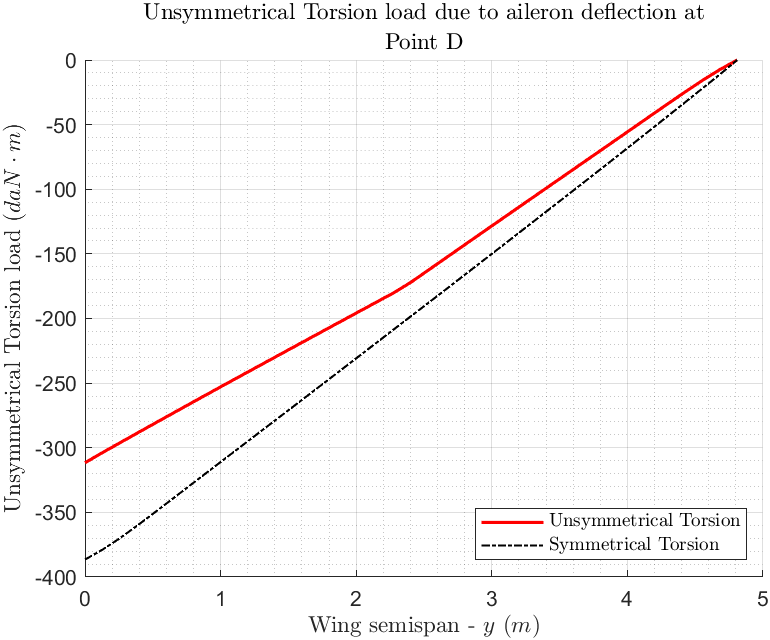 Unsymmetrical Torsion load due to aileron deflection at
Point D
Unsymmetrical Torsion load (daN · m)
0
-50
-100
-150
-200
-250
-300
-350
-400
0 1 2 3 4 5
Wing semispan - y (m)
Unsymmetrical Torsion
Symmetrical Torsion